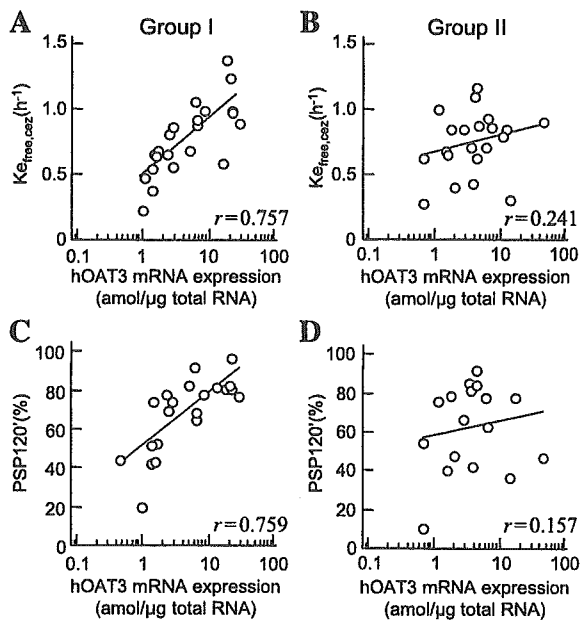 A Group I
B Group II
Ke_free,cez(h⁻¹)
1.5
1.0
0.5
0
r=0.757
0.1 1 10 100
hOAT3 mRNA expression
(amol/µg total RNA)
Ke_free,cez(h⁻¹)
1.5
1.0
0.5
0
r=0.241
0.1 1 10 100
hOAT3 mRNA expression
(amol/µg total RNA)
C
PSP120'(%)
100
80
60
40
20
0
r=0.759
0.1 1 10 100
hOAT3 mRNA expression
(amol/µg total RNA)
D
PSP120'(%)
100
80
60
40
20
0
r=0.157
0.1 1 10 100
hOAT3 mRNA expression
(amol/µg total RNA)